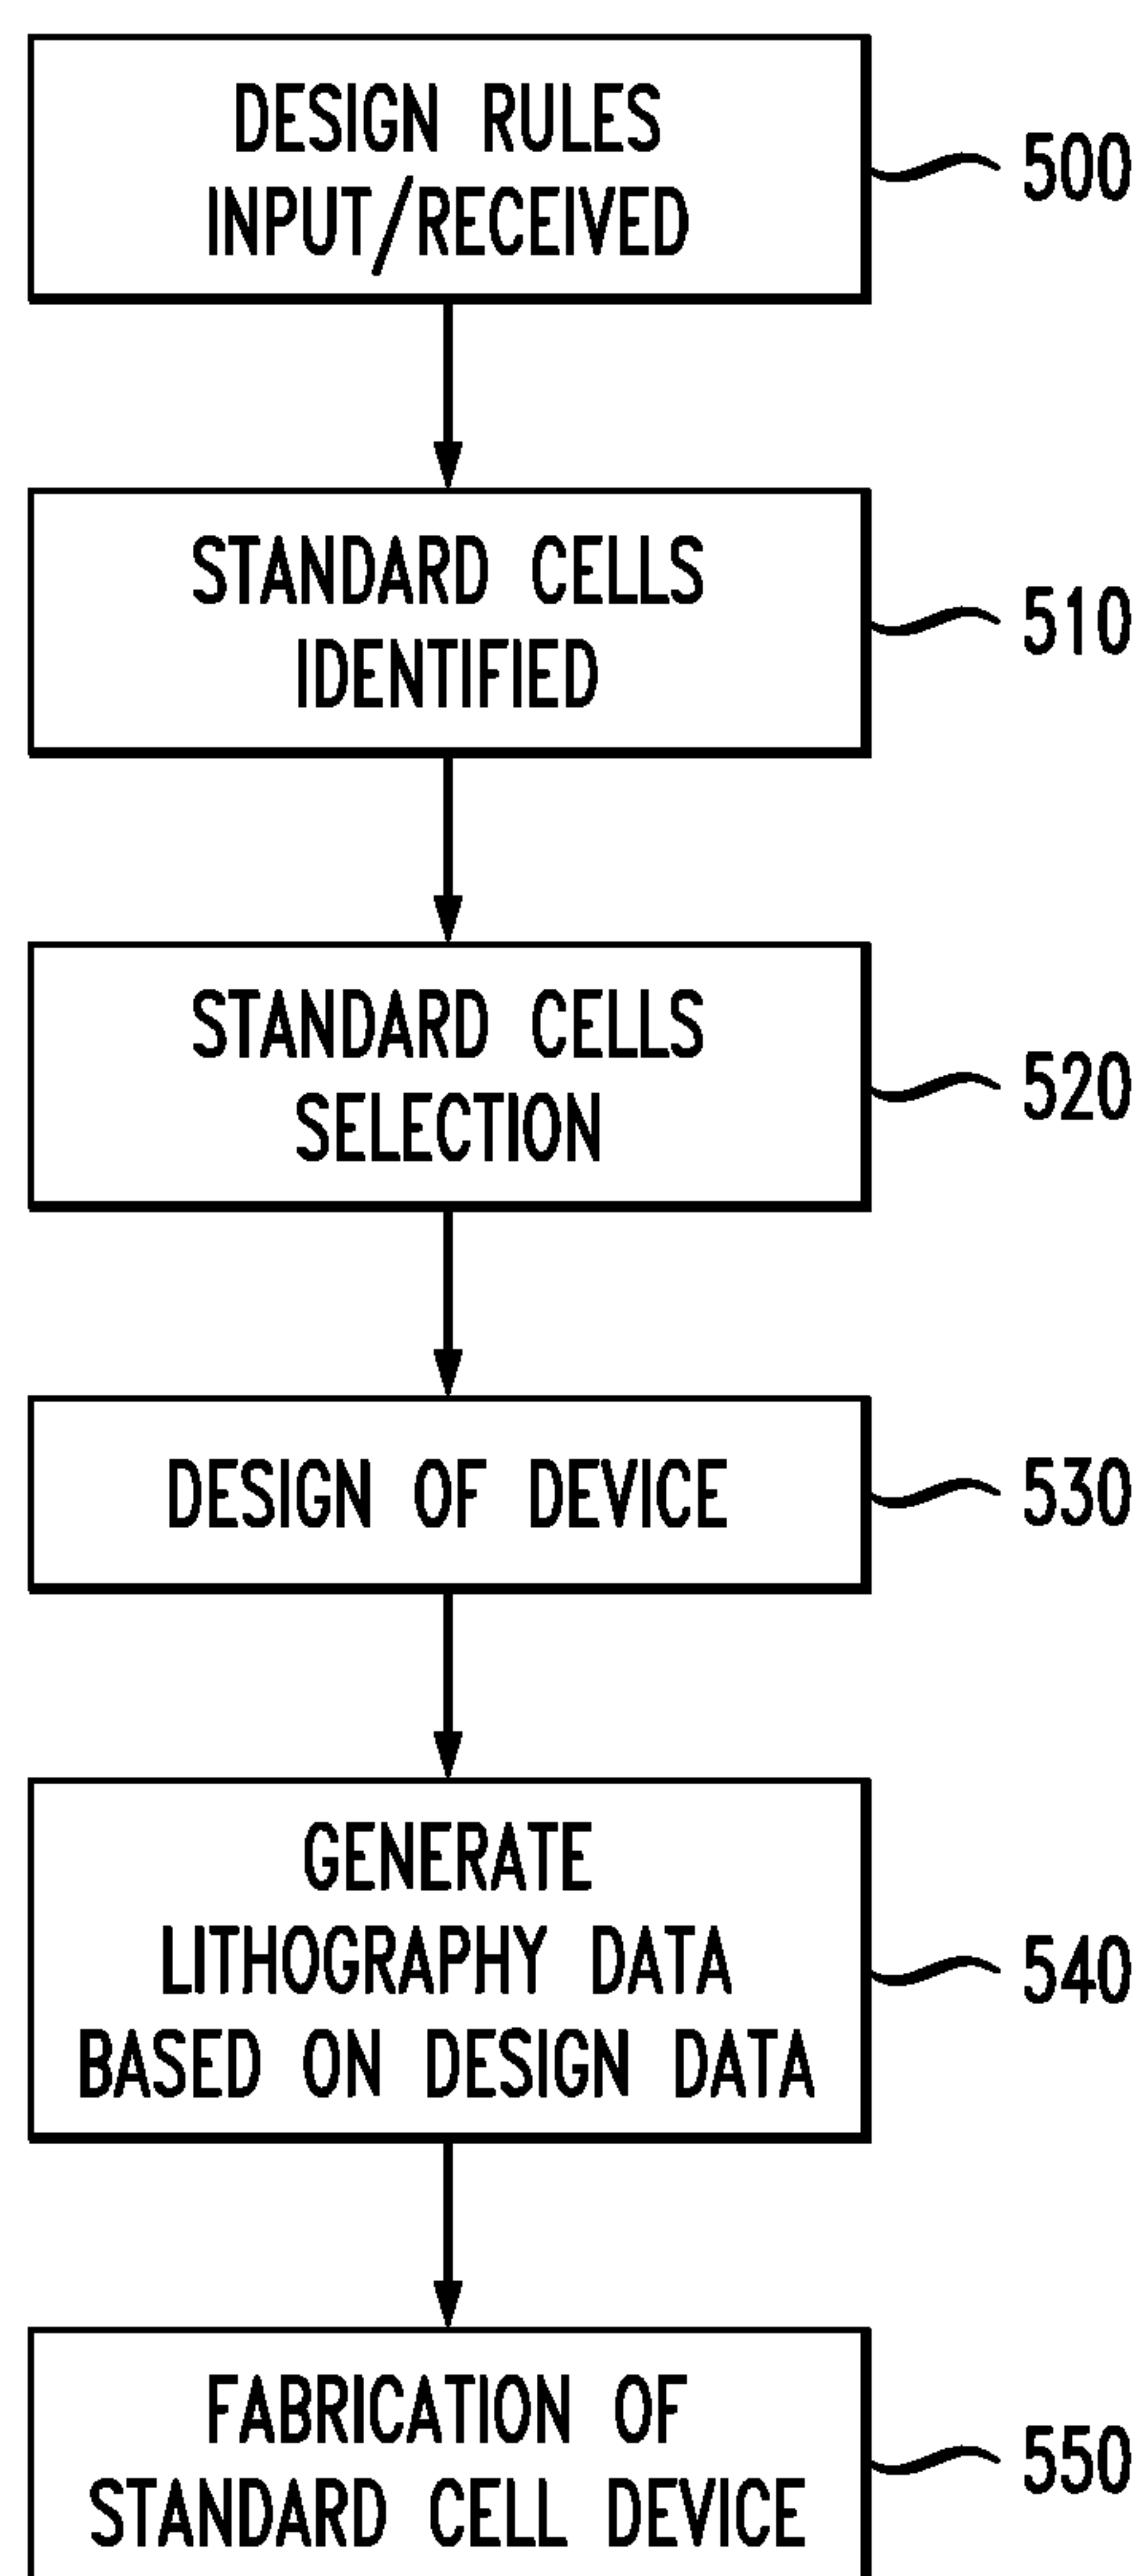 DESIGN RULES
INPUT/RECEIVED
500
STANDARD CELLS
IDENTIFIED
510
STANDARD CELLS
SELECTION
520
DESIGN OF DEVICE
530
GENERATE
LITHOGRAPHY DATA
BASED ON DESIGN DATA
540
FABRICATION OF
STANDARD CELL DEVICE
550